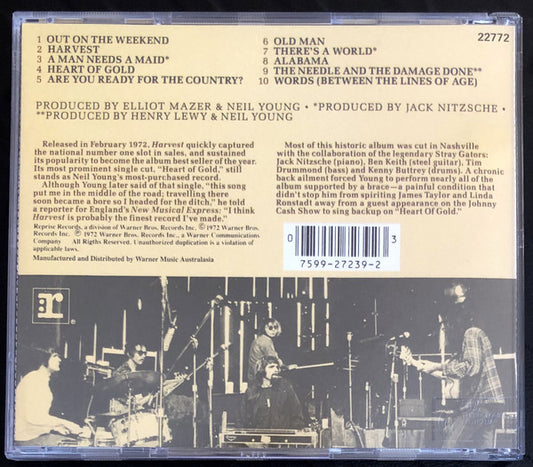 22772
1 OUT ON THE WEEKEND
2 HARVEST
3 A MAN NEEDS A MAID*
4 HEART OF GOLD
5 ARE YOU READY FOR THE COUNTRY?
6 OLD MAN
7 THERE'S A WORLD*
8 ALABAMA
9 THE NEEDLE AND THE DAMAGE DONE**
10 WORDS (BETWEEN THE LINES OF AGE)
PRODUCED BY ELLIOT MAZER & NEIL YOUNG • *PRODUCED BY JACK NITZSCHE •
**PRODUCED BY HENRY LEWY & NEIL YOUNG
Released in February 1972, Harvest quickly captured
the national number one slot in sales, and sustained
its popularity to become the album best seller of the year.
Its most prominent single cut, “Heart of Gold,” still
stands as Neil Young's most-purchased record.
Although Young later said of that single, “this song
put me in the middle of the road; travelling there
soon became a bore so I headed for the ditch,” he told
a reporter for England's New Musical Express: “I think
Harvest is probably the finest record I've made.”
Reprise Records, a division of Warner Bros. Records Inc. © 1972 Warner Bros.
Records Inc. ℗ 1972 Warner Bros. Records Inc., a Warner Communications
Company All Rigths Reserved. Unauthorized duplication is a violation of
applicable laws.
Manufactured and Distributed by Warner Music Australasia
Most of this historic album was cut in Nashville
with the collaboration of the legendary Stray Gators:
Jack Nitzsche (piano), Ben Keith (steel guitar), Tim
Drummond (bass) and Kenny Buttrey (drums). A chronic
back ailment forced Young to perform nearly all of the
album supported by a brace—a painful condition that
didn't stop him from spiriting James Taylor and Linda
Ronstadt away from a guest appearance on the Johnny
Cash Show to sing backup on “Heart Of Gold.”
0 3
7599-27239-2
r